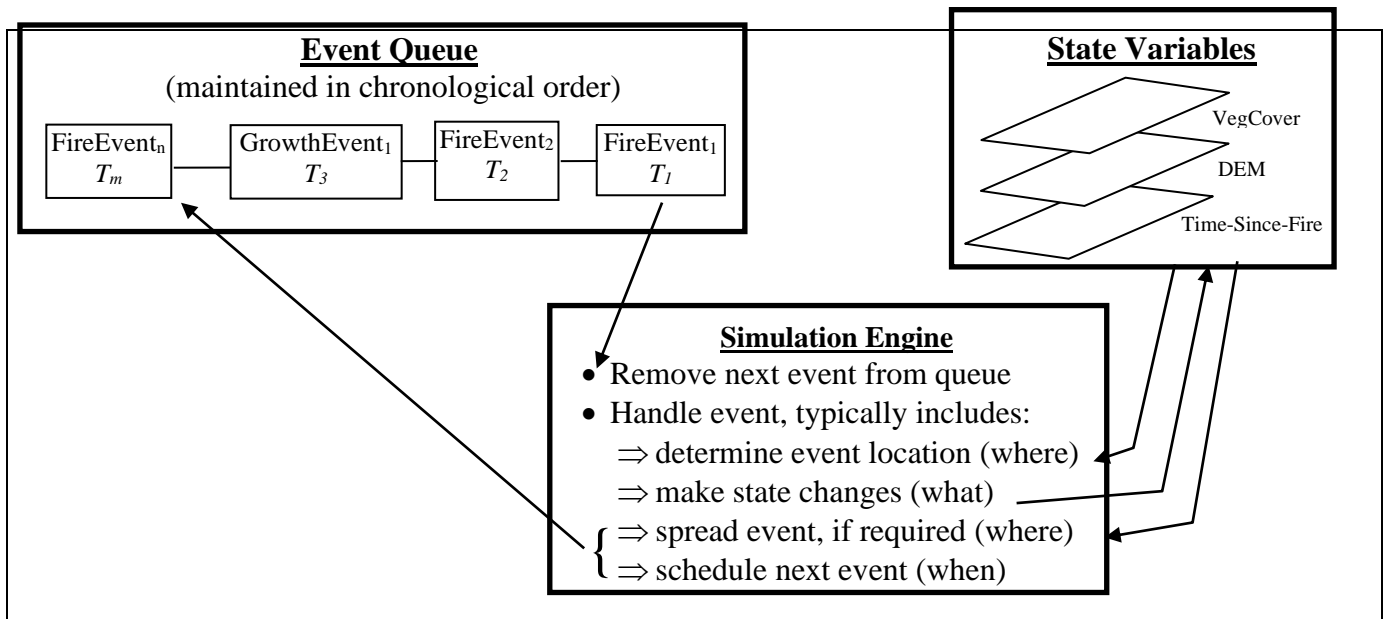 Event Queue
(maintained in chronological order)
FireEventn
Tm
GrowthEvent1
T3
FireEvent2
T2
FireEvent1
T1
State Variables
VegCover
DEM
Time-Since-Fire
Simulation Engine
• Remove next event from queue
• Handle event, typically includes:
⇒ determine event location (where)
⇒ make state changes (what)
{ ⇒ spread event, if required (where)
⇒ schedule next event (when)